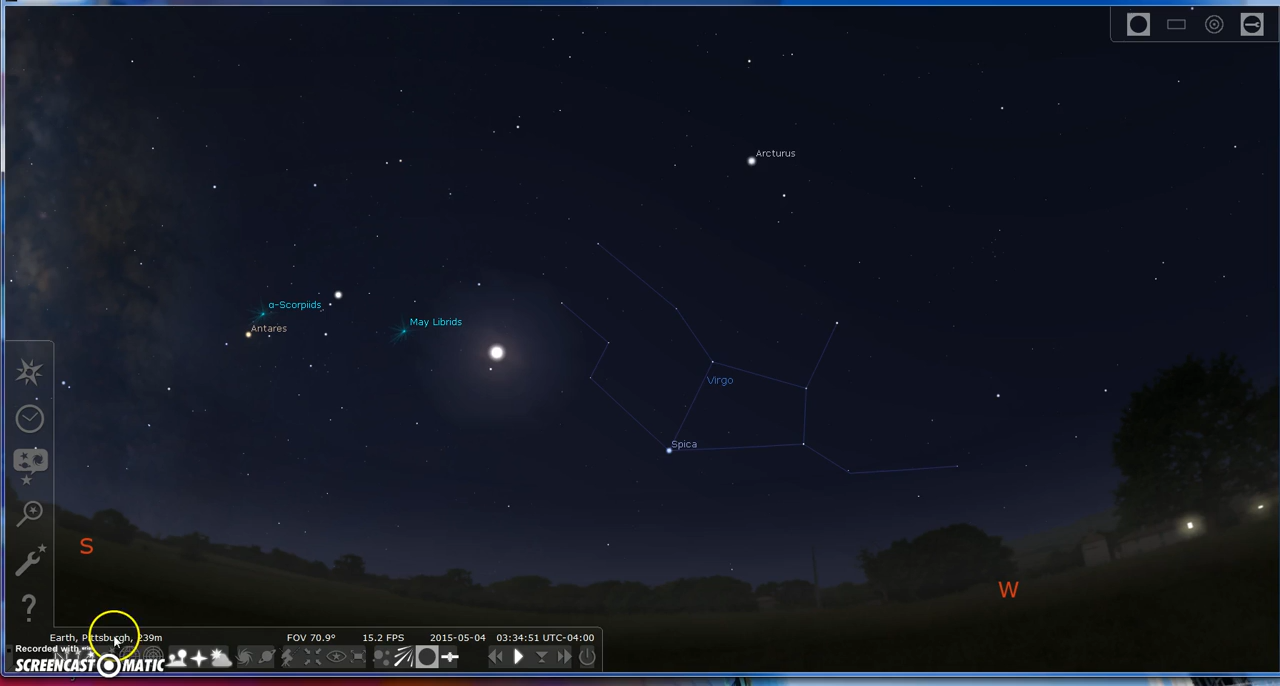 Arcturus
α-Scorpiids
May Librids
Antares
Virgo
Spica
S
W
Earth, Pittsburgh, 239m
FOV 70.9°
15.2 FPS
2015-05-04
03:34:51 UTC-04:00
Recorded with
SCREENCAST MATIC